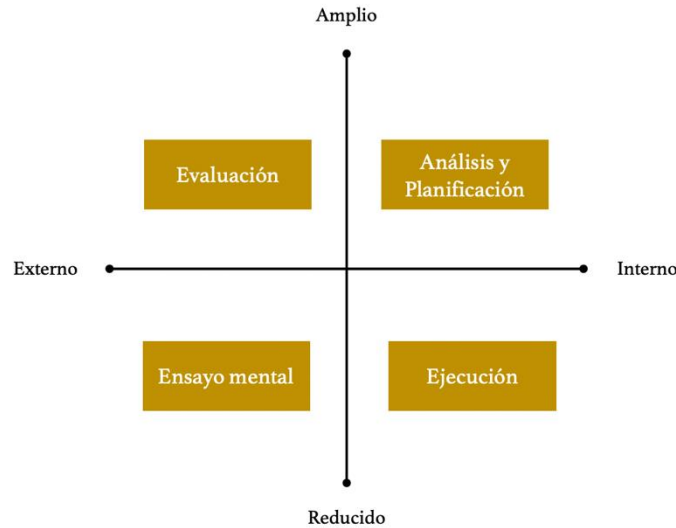 Amplio
Evaluación
Análisis y
Planificación
Externo
Interno
Ensayo mental
Ejecución
Reducido